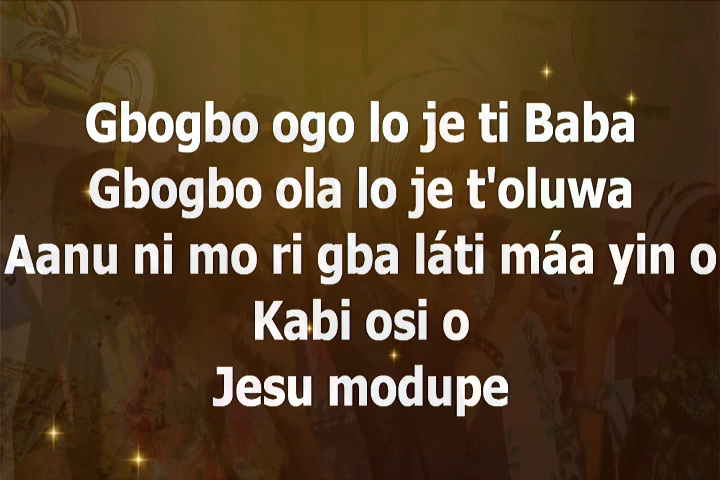 Gbogbo ogo lo je ti Baba
Gbogbo ola lo je t'oluwa
Aanu ni mo ri gba láti máa yin o
Kabi osi o
Jesu modupe